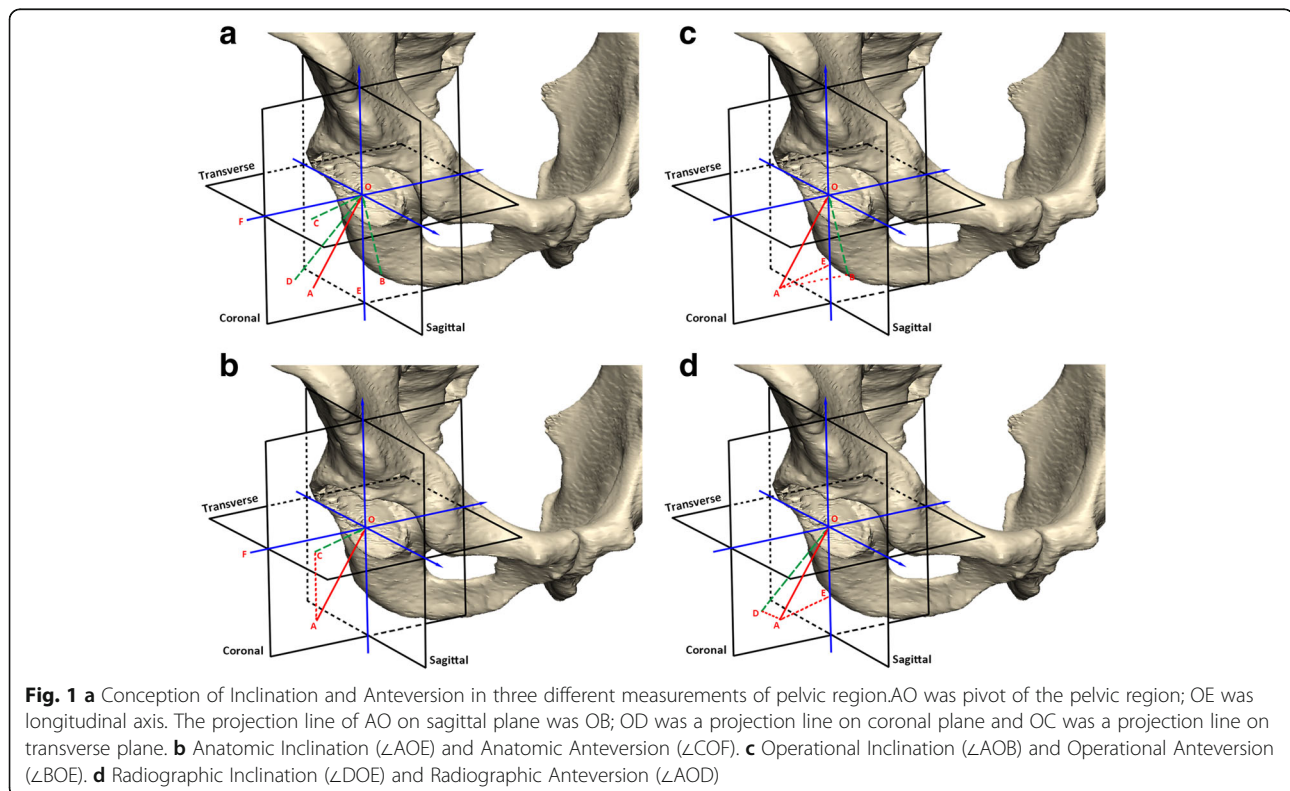 a
Transverse
O
F
C
D
A
B
E
Coronal
Sagittal
c
Transverse
O
E
B
A
Coronal
Sagittal
b
Transverse
O
F
C
A
Coronal
Sagittal
d
Transverse
O
E
D
A
Coronal
Sagittal
Fig. 1 a Conception of Inclination and Anteversion in three different measurements of pelvic region.AO was pivot of the pelvic region; OE was
longitudinal axis. The projection line of AO on sagittal plane was OB; OD was a projection line on coronal plane and OC was a projection line on
transverse plane. b Anatomic Inclination (∠AOE) and Anatomic Anteversion (∠COF). c Operational Inclination (∠AOB) and Operational Anteversion
(∠BOE). d Radiographic Inclination (∠DOE) and Radiographic Anteversion (∠AOD)